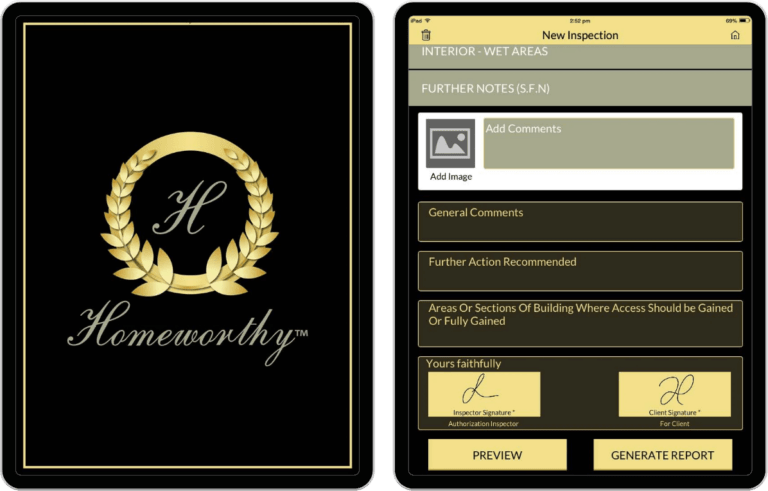 H
Homeworthy™
iPad 2:52 pm 69%
New Inspection
INTERIOR - WET AREAS
FURTHER NOTES (S.F.N)
Add Comments
Add Image
General Comments
Further Action Recommended
Areas Or Sections Of Building Where Access Should be Gained
Or Fully Gained
Yours faithfully
Inspector Signature * Client Signature *
Authorization Inspector For Client
PREVIEW GENERATE REPORT